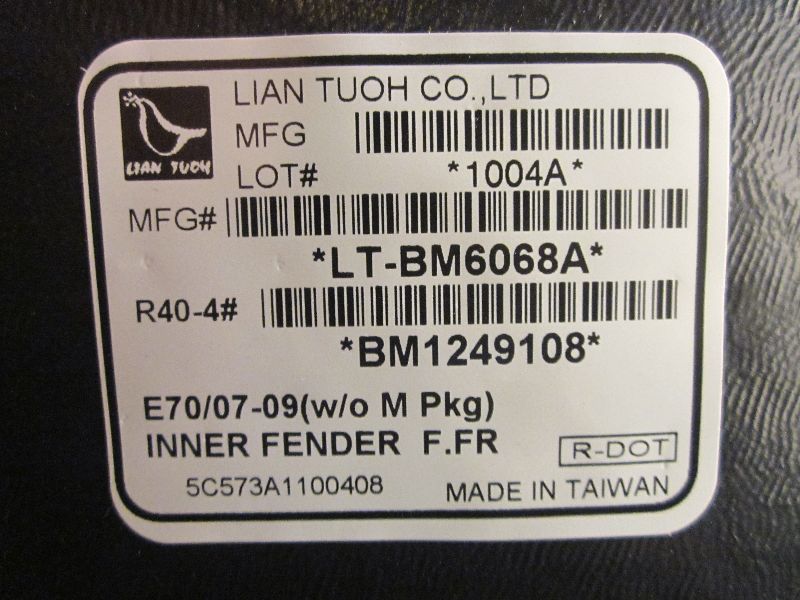 LIAN TUOH
LIAN TUOH CO.,LTD
MFG
LOT#
*1004A*
MFG#
*LT-BM6068A*
R40-4#
*BM1249108*
E70/07-09(w/o M Pkg)
INNER FENDER F.FR
R-DOT
5C573A1100408
MADE IN TAIWAN